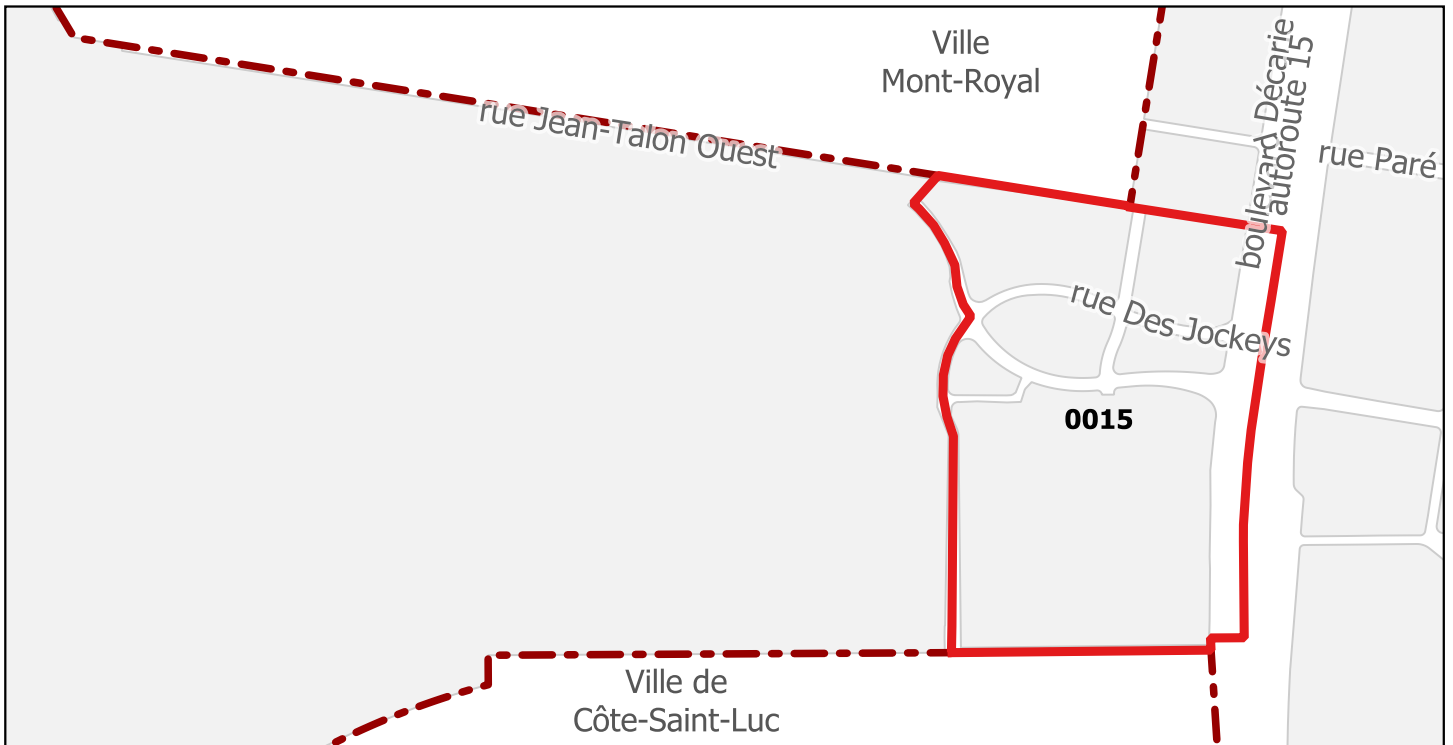 Ville
Mont-Royal
boulevard Décarie
autoroute 15
rue Jean-Talon Ouest
rue Paré
rue Des Jockeys
0015
Ville de
Côte-Saint-Luc